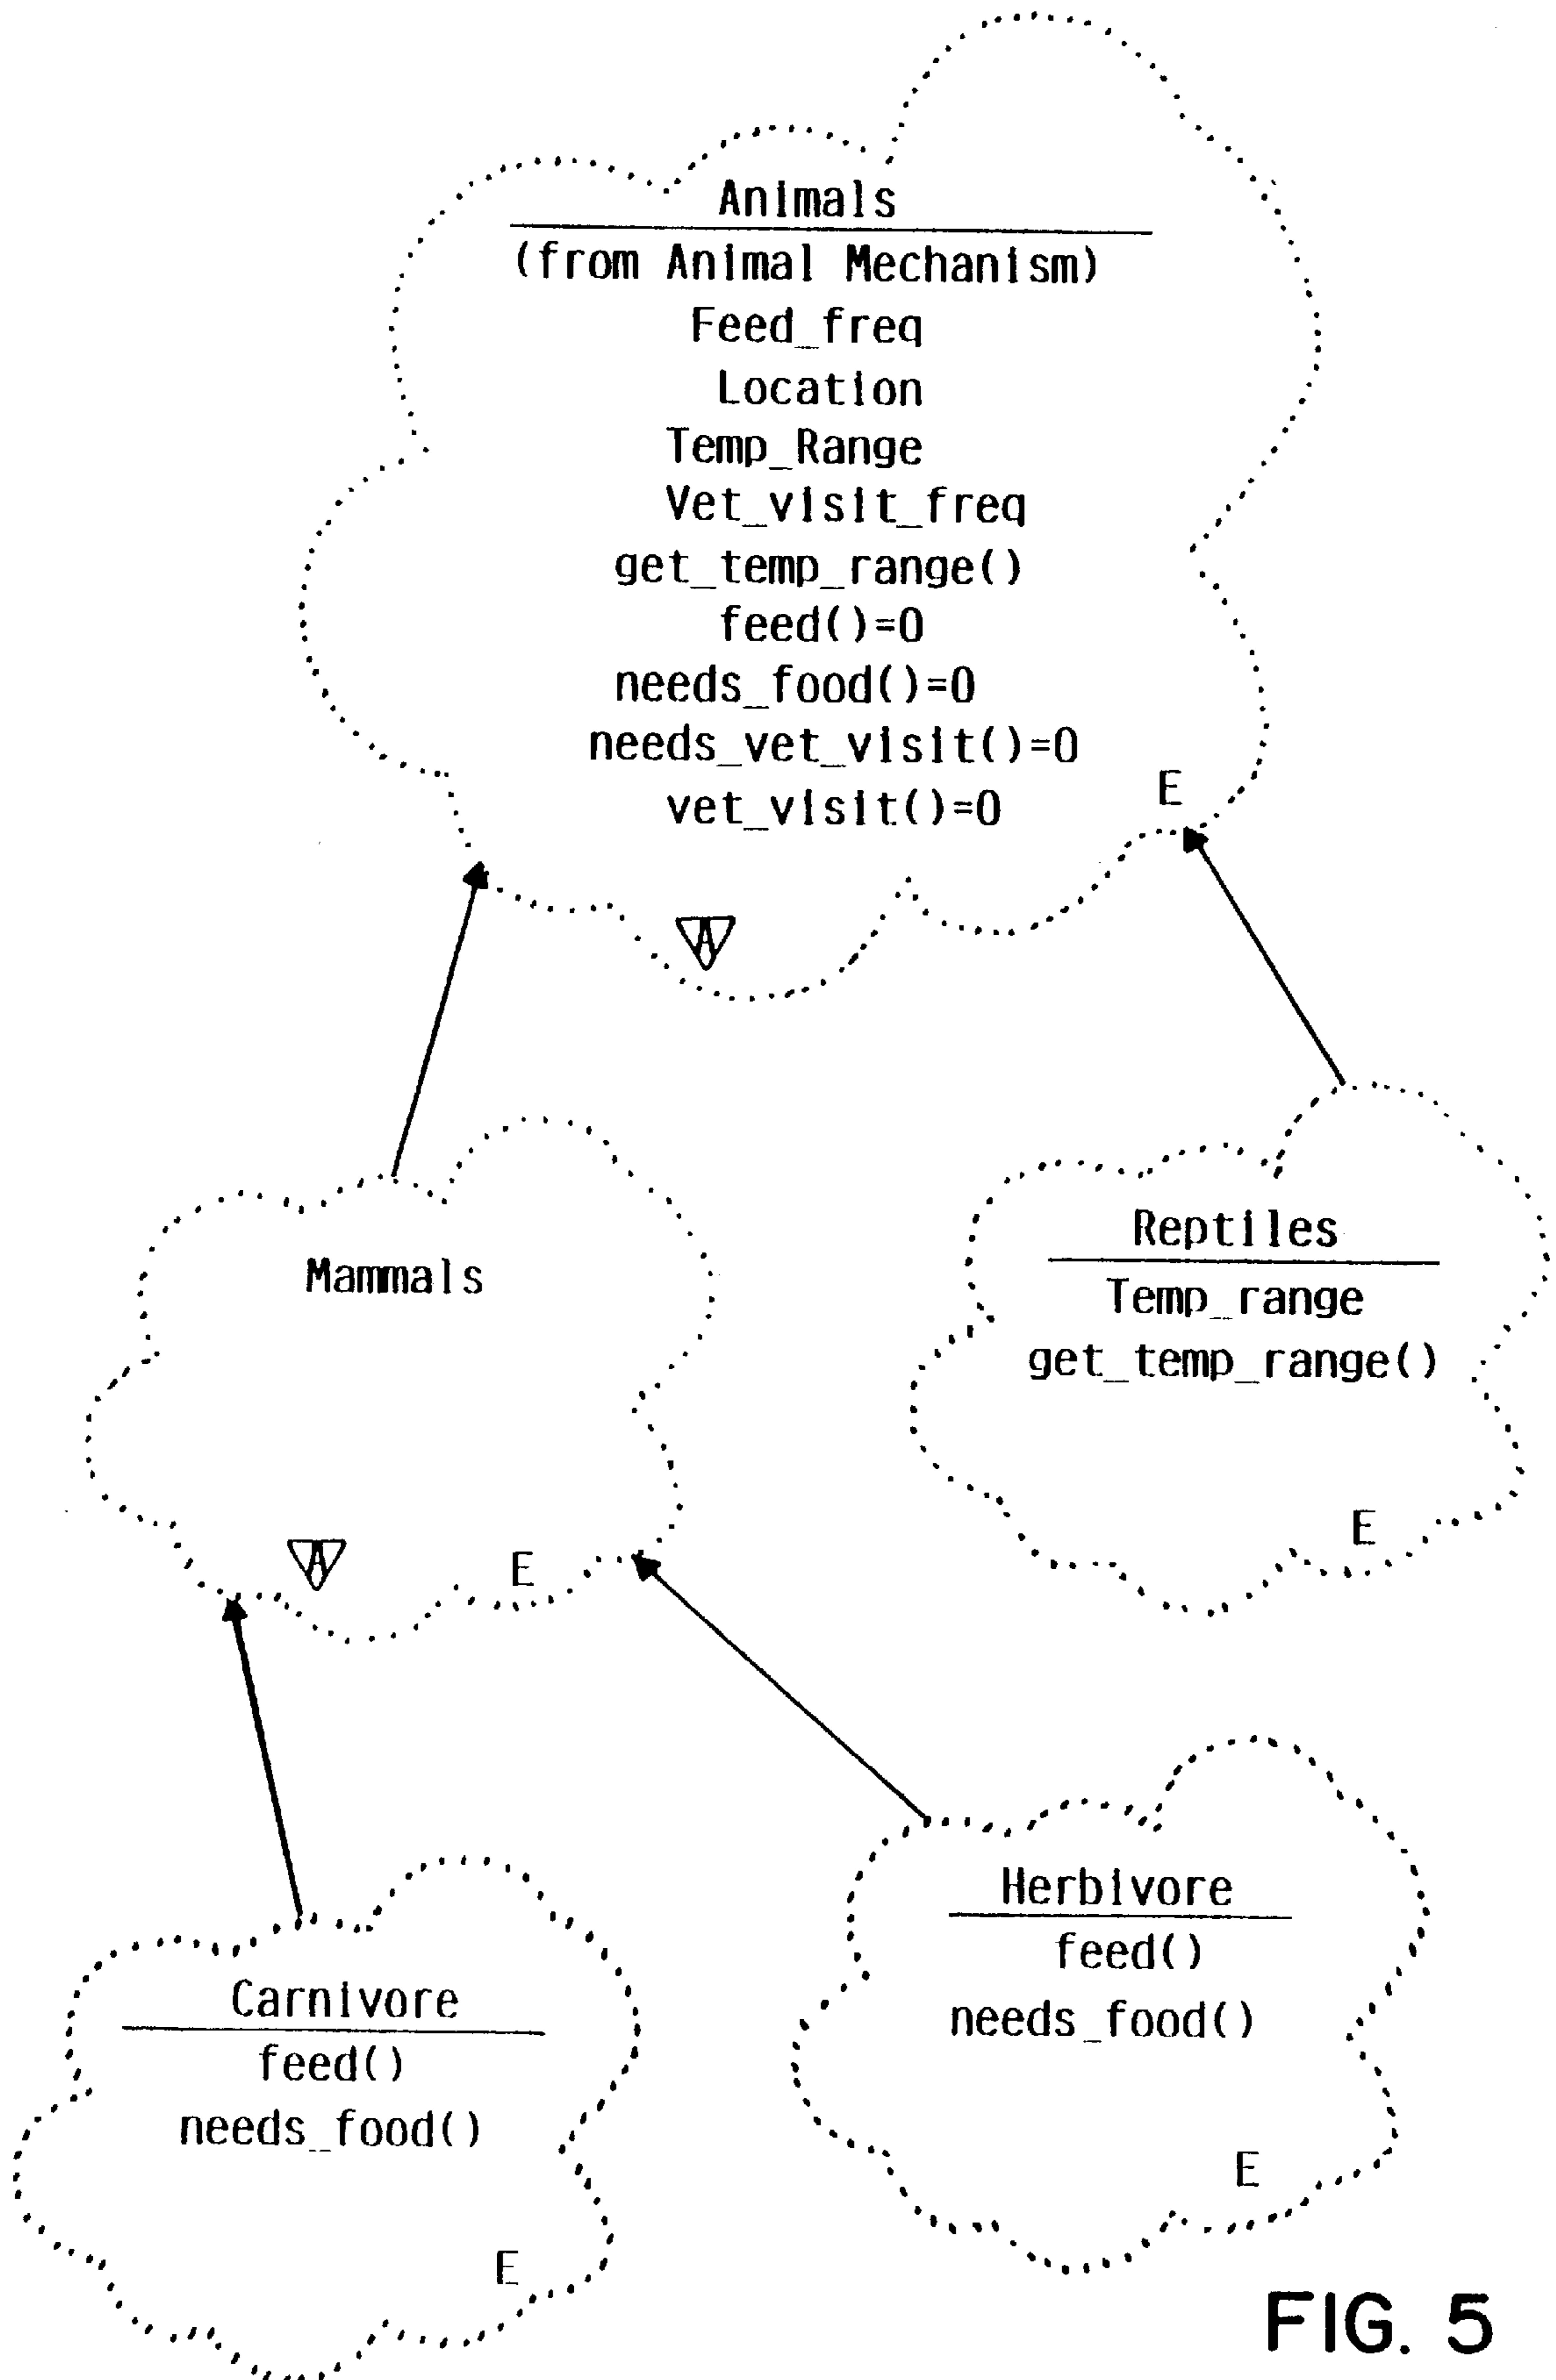 Animals
(from Animal Mechanism)
Feed_freq
Location
Temp_Range
Vet_visit_freq
get_temp_range()
feed()=0
needs_food()=0
needs_vet_visit()=0
vet_visit()=0
E
A
Mammals
A
E
Reptiles
Temp_range
get_temp_range()
E
Carnivore
feed()
needs_food()
E
Herbivore
feed()
needs_food()
E
FIG. 5